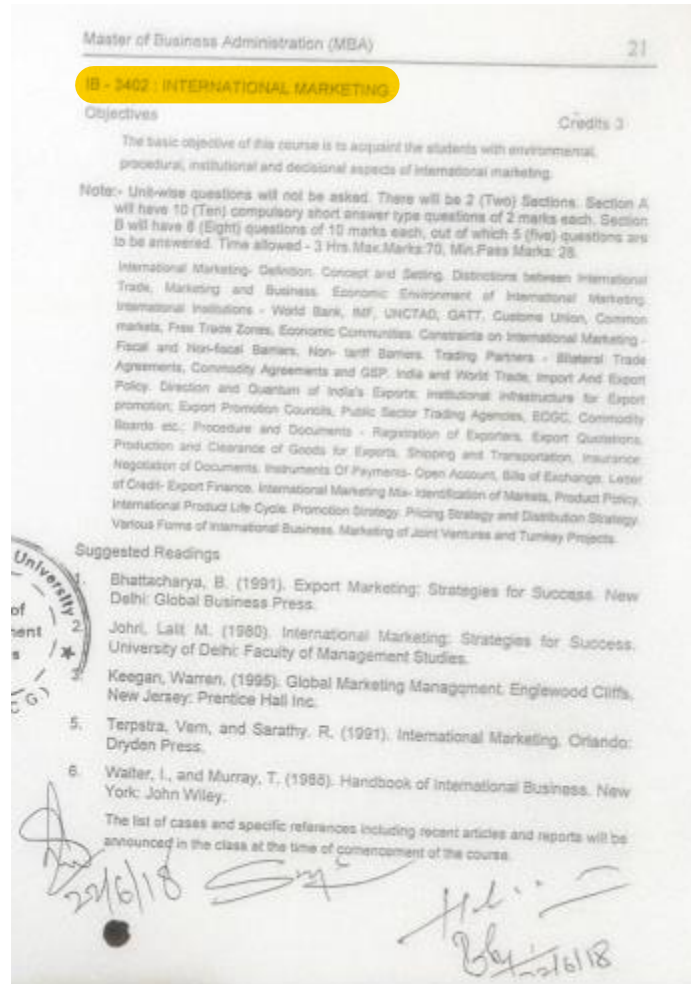 Master of Business Administration (MBA)
21
IB - 3402 : INTERNATIONAL MARKETING
Objectives
Credits 3
The basic objective of this course is to acquaint the students with environmental,
procedural, institutional and decisional aspects of international marketing.
Note:- Unit-wise questions will not be asked. There will be 2 (Two) Sections. Section A
will have 10 (Ten) compulsory short answer type questions of 2 marks each. Section
B will have 8 (Eight) questions of 10 marks each, out of which 5 (five) questions are
to be answered. Time allowed - 3 Hrs.Max.Marks:70, Min.Pass Marks: 28.
International Marketing- Definition, Concept and Setting. Distinctions between International
Trade, Marketing and Business. Economic Environment of International Marketing.
International Institutions - World Bank, IMF, UNCTAD, GATT, Customs Union, Common
markets, Free Trade Zones, Economic Communities. Constraints on International Marketing -
Fiscal and Non-fiscal Barriers, Non- tariff Barriers. Trading Partners - Bilateral Trade
Agreements, Commodity Agreements and GSP. India and World Trade, Import And Export
Policy, Direction and Quantum of India's Exports; Institutional Infrastructure for Export
promotion; Export Promotion Councils, Public Sector Trading Agencies, ECGC, Commodity
Boards etc.; Procedure and Documents - Registration of Exporters, Export Quotations,
Production and Clearance of Goods for Exports, Shipping and Transportation, Insurance,
Negotiation of Documents. Instruments Of Payments- Open Account, Bills of Exchange; Letter
of Credit- Export Finance. International Marketing Mix- Identification of Markets, Product Policy,
International Product Life Cycle. Promotion Strategy. Pricing Strategy and Distribution Strategy.
Various Forms of International Business. Marketing of Joint Ventures and Turnkey Projects.
Suggested Readings
1. Bhattacharya, B. (1991). Export Marketing: Strategies for Success. New
Delhi: Global Business Press.
2. Johri, Lalit M. (1980). International Marketing: Strategies for Success.
University of Delhi: Faculty of Management Studies.
3. Keegan, Warren. (1995). Global Marketing Management. Englewood Cliffs,
New Jersey: Prentice Hall Inc.
5. Terpstra, Vern, and Sarathy. R. (1991). International Marketing. Orlando:
Dryden Press.
6. Walter, I., and Murray, T. (1988). Handbook of International Business. New
York: John Wiley.
The list of cases and specific references including recent articles and reports will be
announced in the class at the time of comencement of the course.
University
of
22/6/18
22/6/18